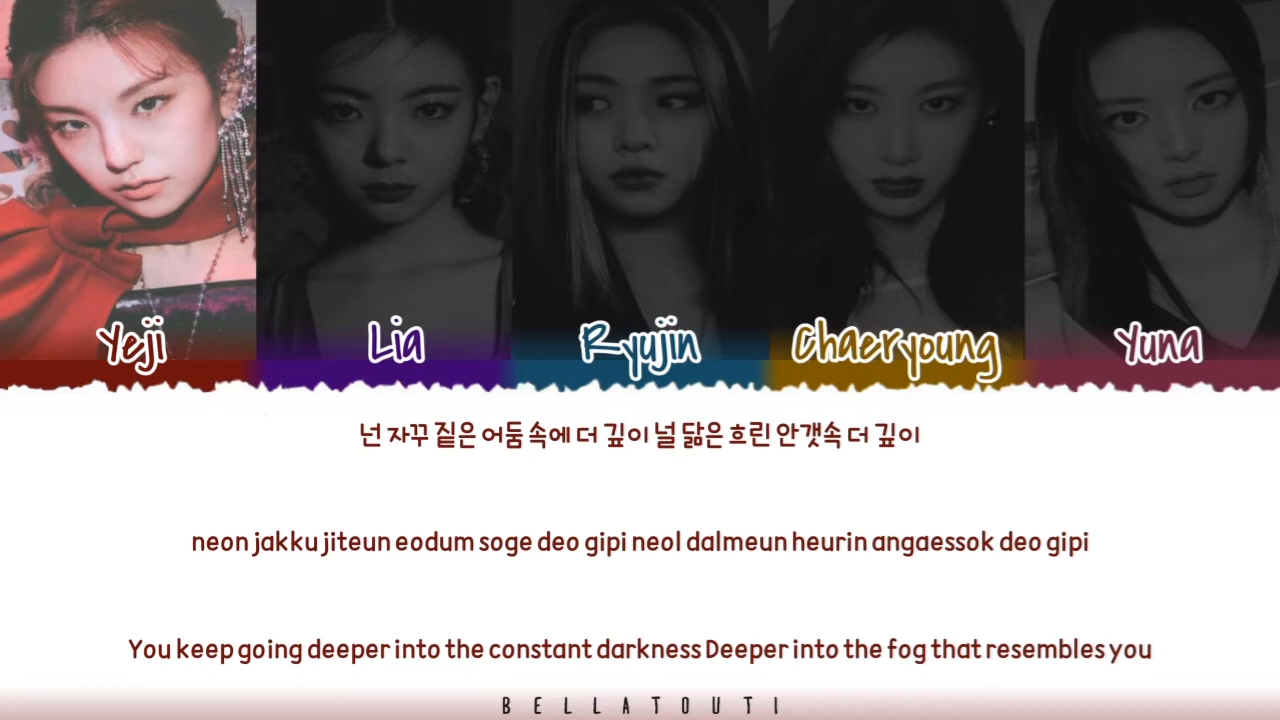 Yeji Lia Ryujin Chaeryoung Yuna
넌 자꾸 짙은 어둠 속에 더 깊이 널 닮은 흐린 안갯속 더 깊이
neon jakku jiteun eodum soge deo gipi neol dalmeun heurin angaessok deo gipi
You keep going deeper into the constant darkness Deeper into the fog that resembles you
BELLATOUTI